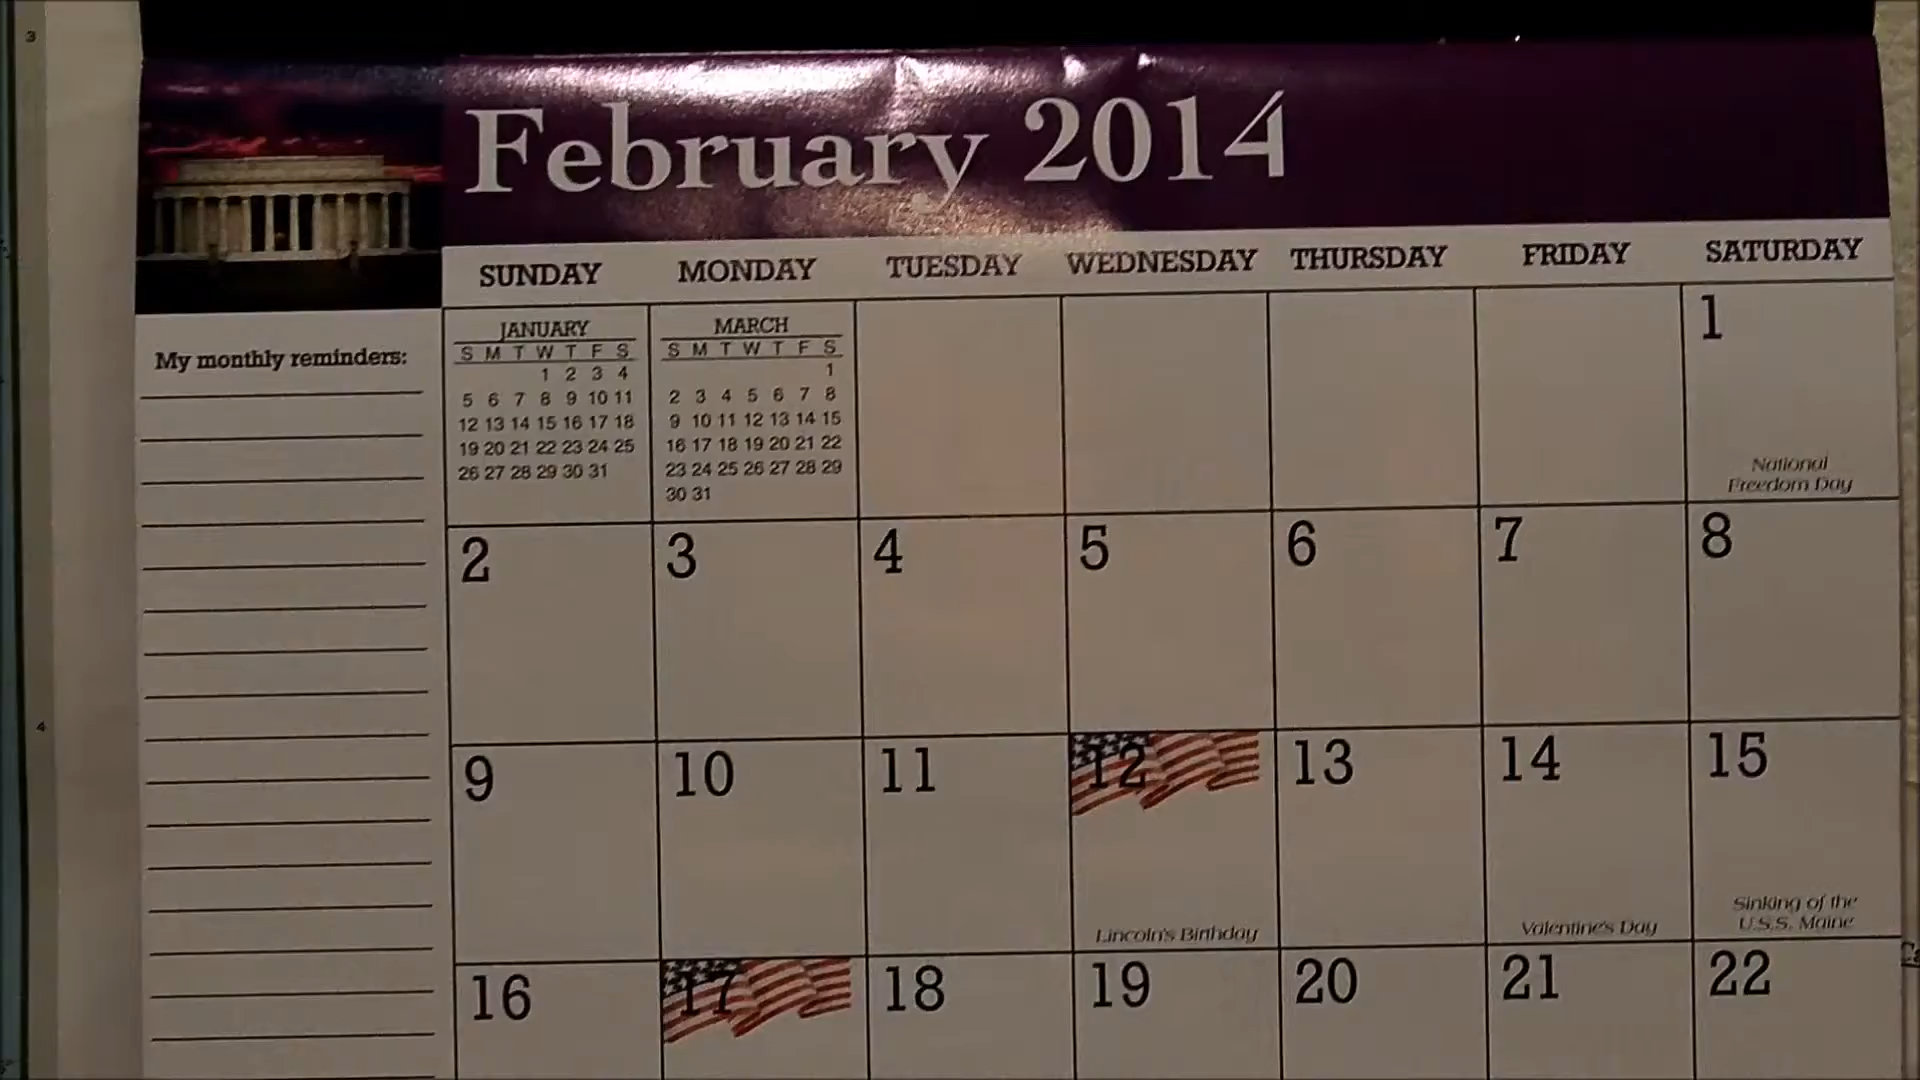 3
February 2014
SUNDAY MONDAY TUESDAY WEDNESDAY THURSDAY FRIDAY SATURDAY
My monthly reminders:
JANUARY
S M T W T F S
1 2 3 4
5 6 7 8 9 10 11
12 13 14 15 16 17 18
19 20 21 22 23 24 25
26 27 28 29 30 31
MARCH
S M T W T F S
1
2 3 4 5 6 7 8
9 10 11 12 13 14 15
16 17 18 19 20 21 22
23 24 25 26 27 28 29
30 31
1
National
Freedom Day
2 3 4 5 6 7 8
4
9 10 11 12 13 14 15
Lincoln's Birthday
Valentine's Day
Sinking of the
U.S.S. Maine
16 17 18 19 20 21 22